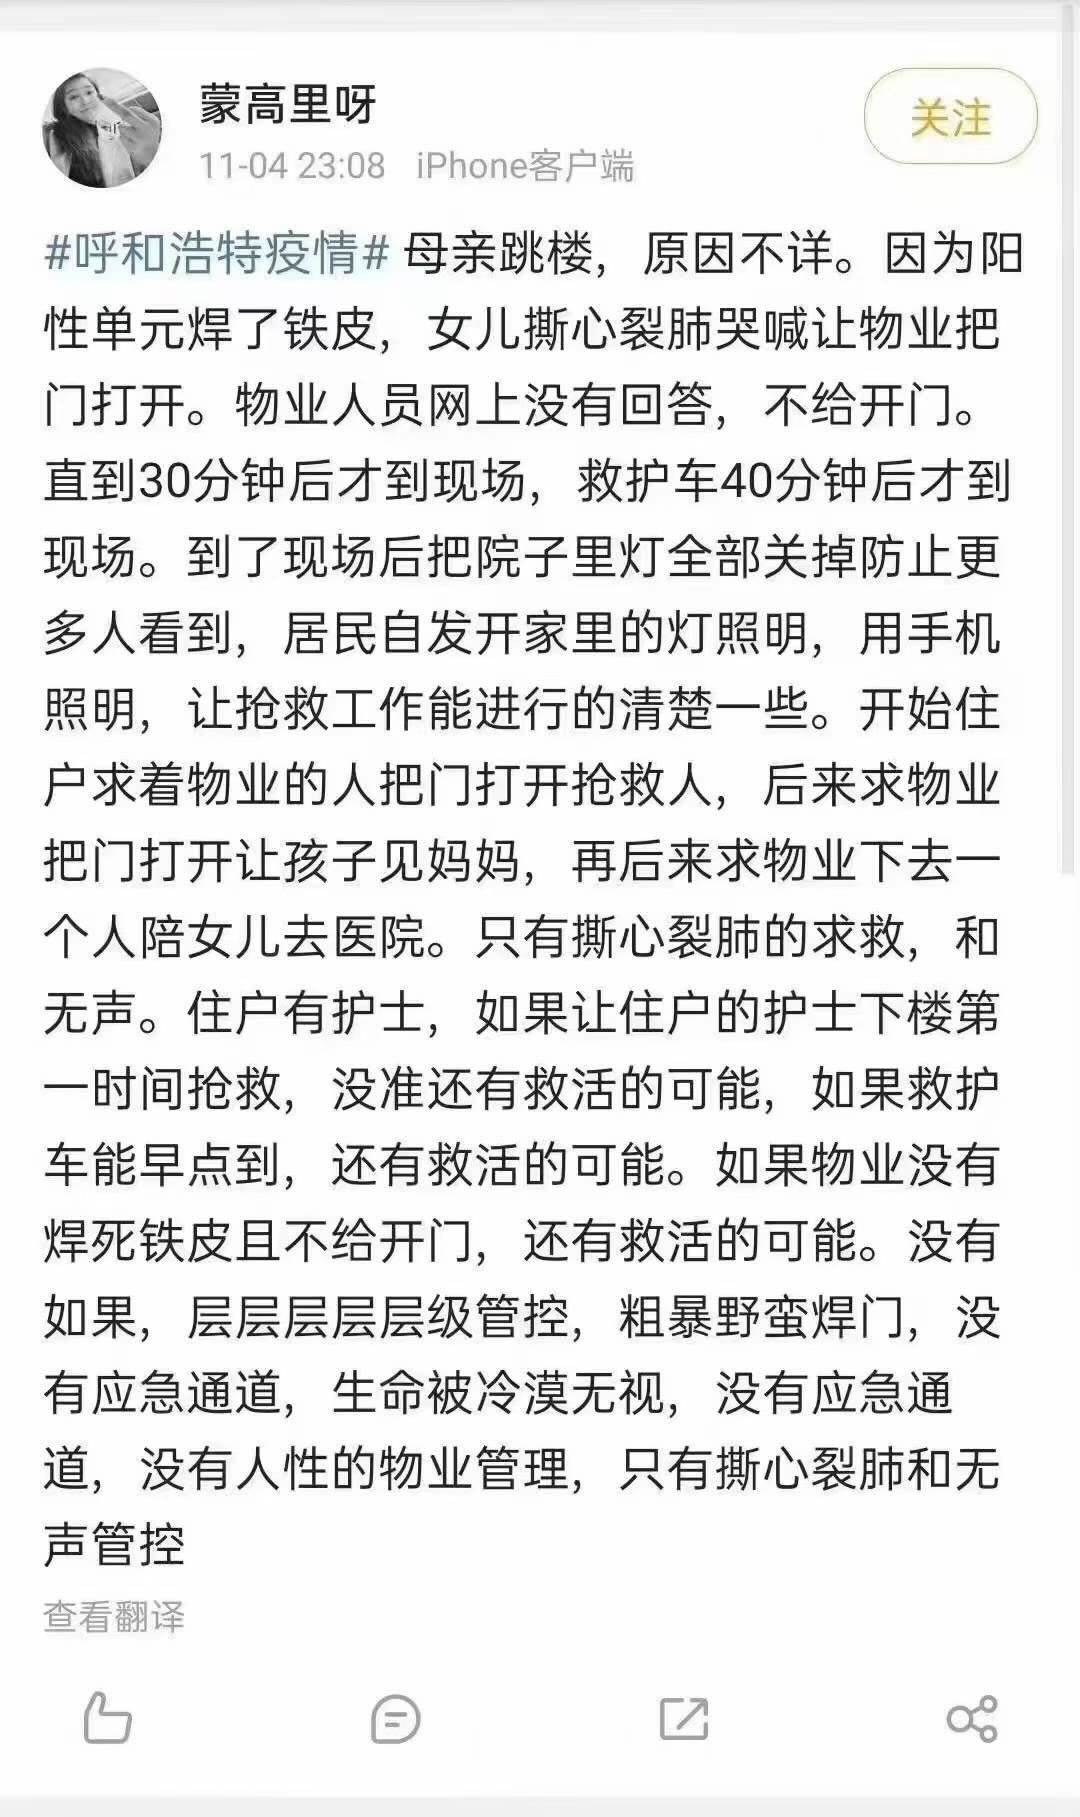 蒙高里呀
关注
11-04 23:08 iPhone客户端
#呼和浩特疫情# 母亲跳楼，原因不详。因为阳
性单元焊了铁皮，女儿撕心裂肺哭喊让物业把
门打开。物业人员网上没有回答，不给开门。
直到30分钟后才到现场，救护车40分钟后才到
现场。到了现场后把院子里灯全部关掉防止更
多人看到，居民自发开家里的灯照明，用手机
照明，让抢救工作能进行的清楚一些。开始住
户求着物业的人把门打开抢救人，后来求物业
把门打开让孩子见妈妈，再后来求物业下去一
个人陪女儿去医院。只有撕心裂肺的求救，和
无声。住户有护士，如果让住户的护士下楼第
一时间抢救，没准还有救活的可能，如果救护
车能早点到，还有救活的可能。如果物业没有
焊死铁皮且不给开门，还有救活的可能。没有
如果，层层层层层级管控，粗暴野蛮焊门，没
有应急通道，生命被冷漠无视，没有应急通
道，没有人性的物业管理，只有撕心裂肺和无
声管控
查看翻译